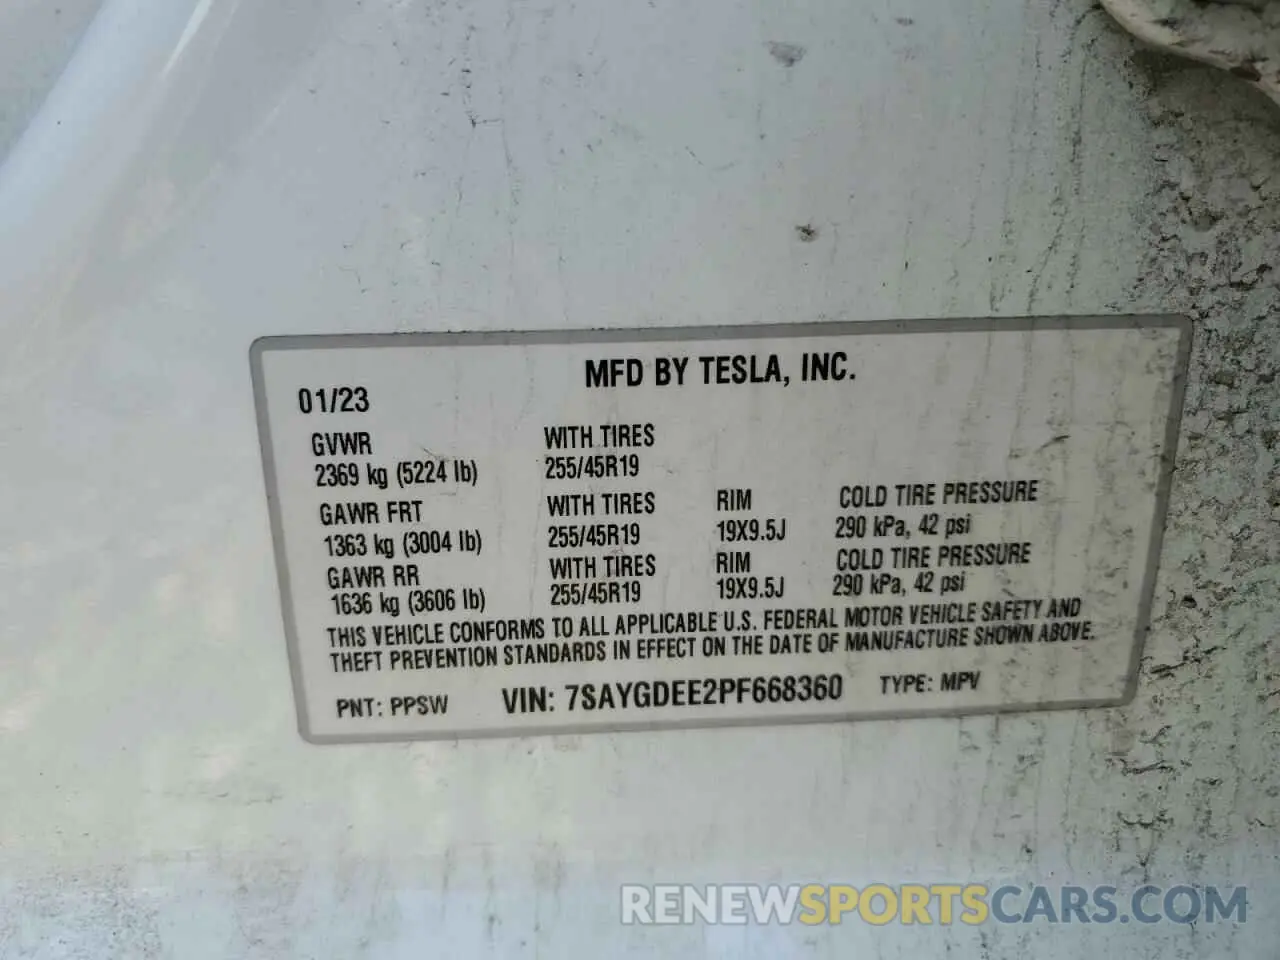 MFD BY TESLA, INC.
01/23
GVWR WITH TIRES
2369 kg (5224 lb) 255/45R19
GAWR FRT WITH TIRES RIM COLD TIRE PRESSURE
1363 kg (3004 lb) 255/45R19 19X9.5J 290 kPa, 42 psi
GAWR RR WITH TIRES RIM COLD TIRE PRESSURE
1636 kg (3606 lb) 255/45R19 19X9.5J 290 kPa, 42 psi
THIS VEHICLE CONFORMS TO ALL APPLICABLE U.S. FEDERAL MOTOR VEHICLE SAFETY AND
THEFT PREVENTION STANDARDS IN EFFECT ON THE DATE OF MANUFACTURE SHOWN ABOVE.
PNT: PPSW VIN: 7SAYGDEE2PF668360 TYPE: MPV
RENEWSPORTSCARS.COM